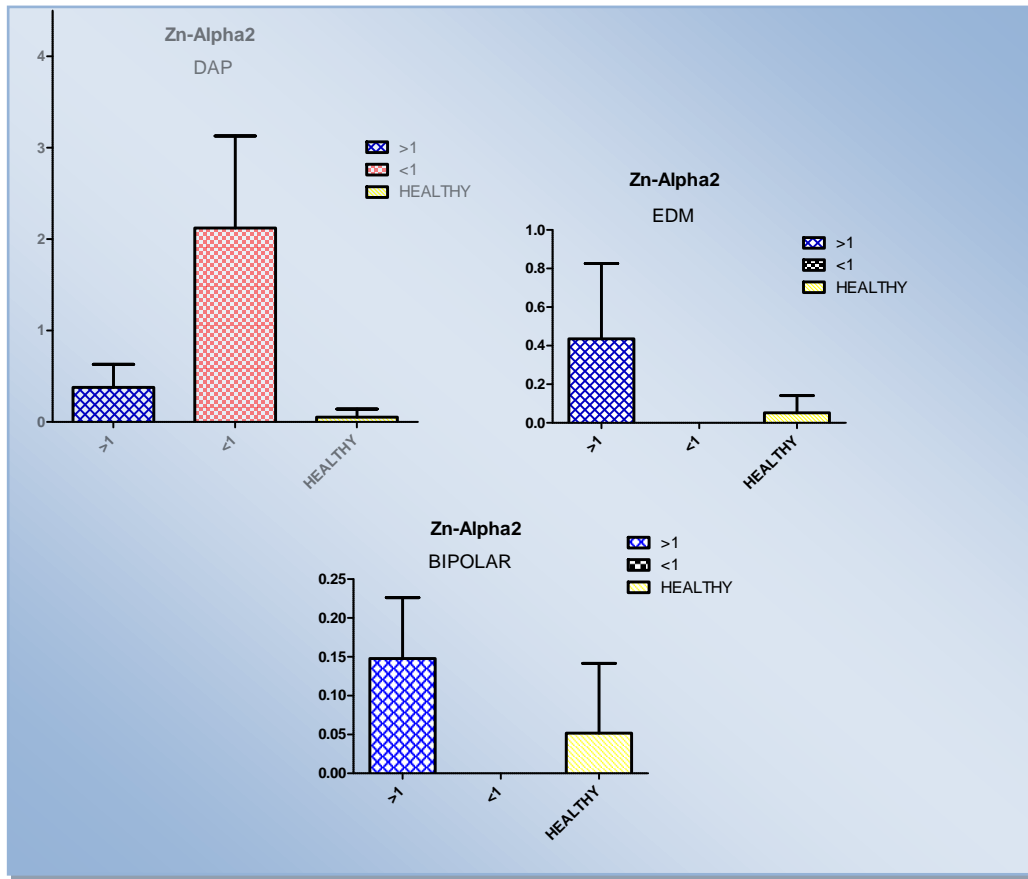 Zn-Alpha2
DAP
4
3
2
1
0
>1
<1
HEALTHY
>1
<1
HEALTHY
Zn-Alpha2
EDM
1.0
0.8
0.6
0.4
0.2
0.0
>1
<1
HEALTHY
>1
<1
HEALTHY
Zn-Alpha2
BIPOLAR
0.25
0.20
0.15
0.10
0.05
0.00
>1
<1
HEALTHY
>1
<1
HEALTHY